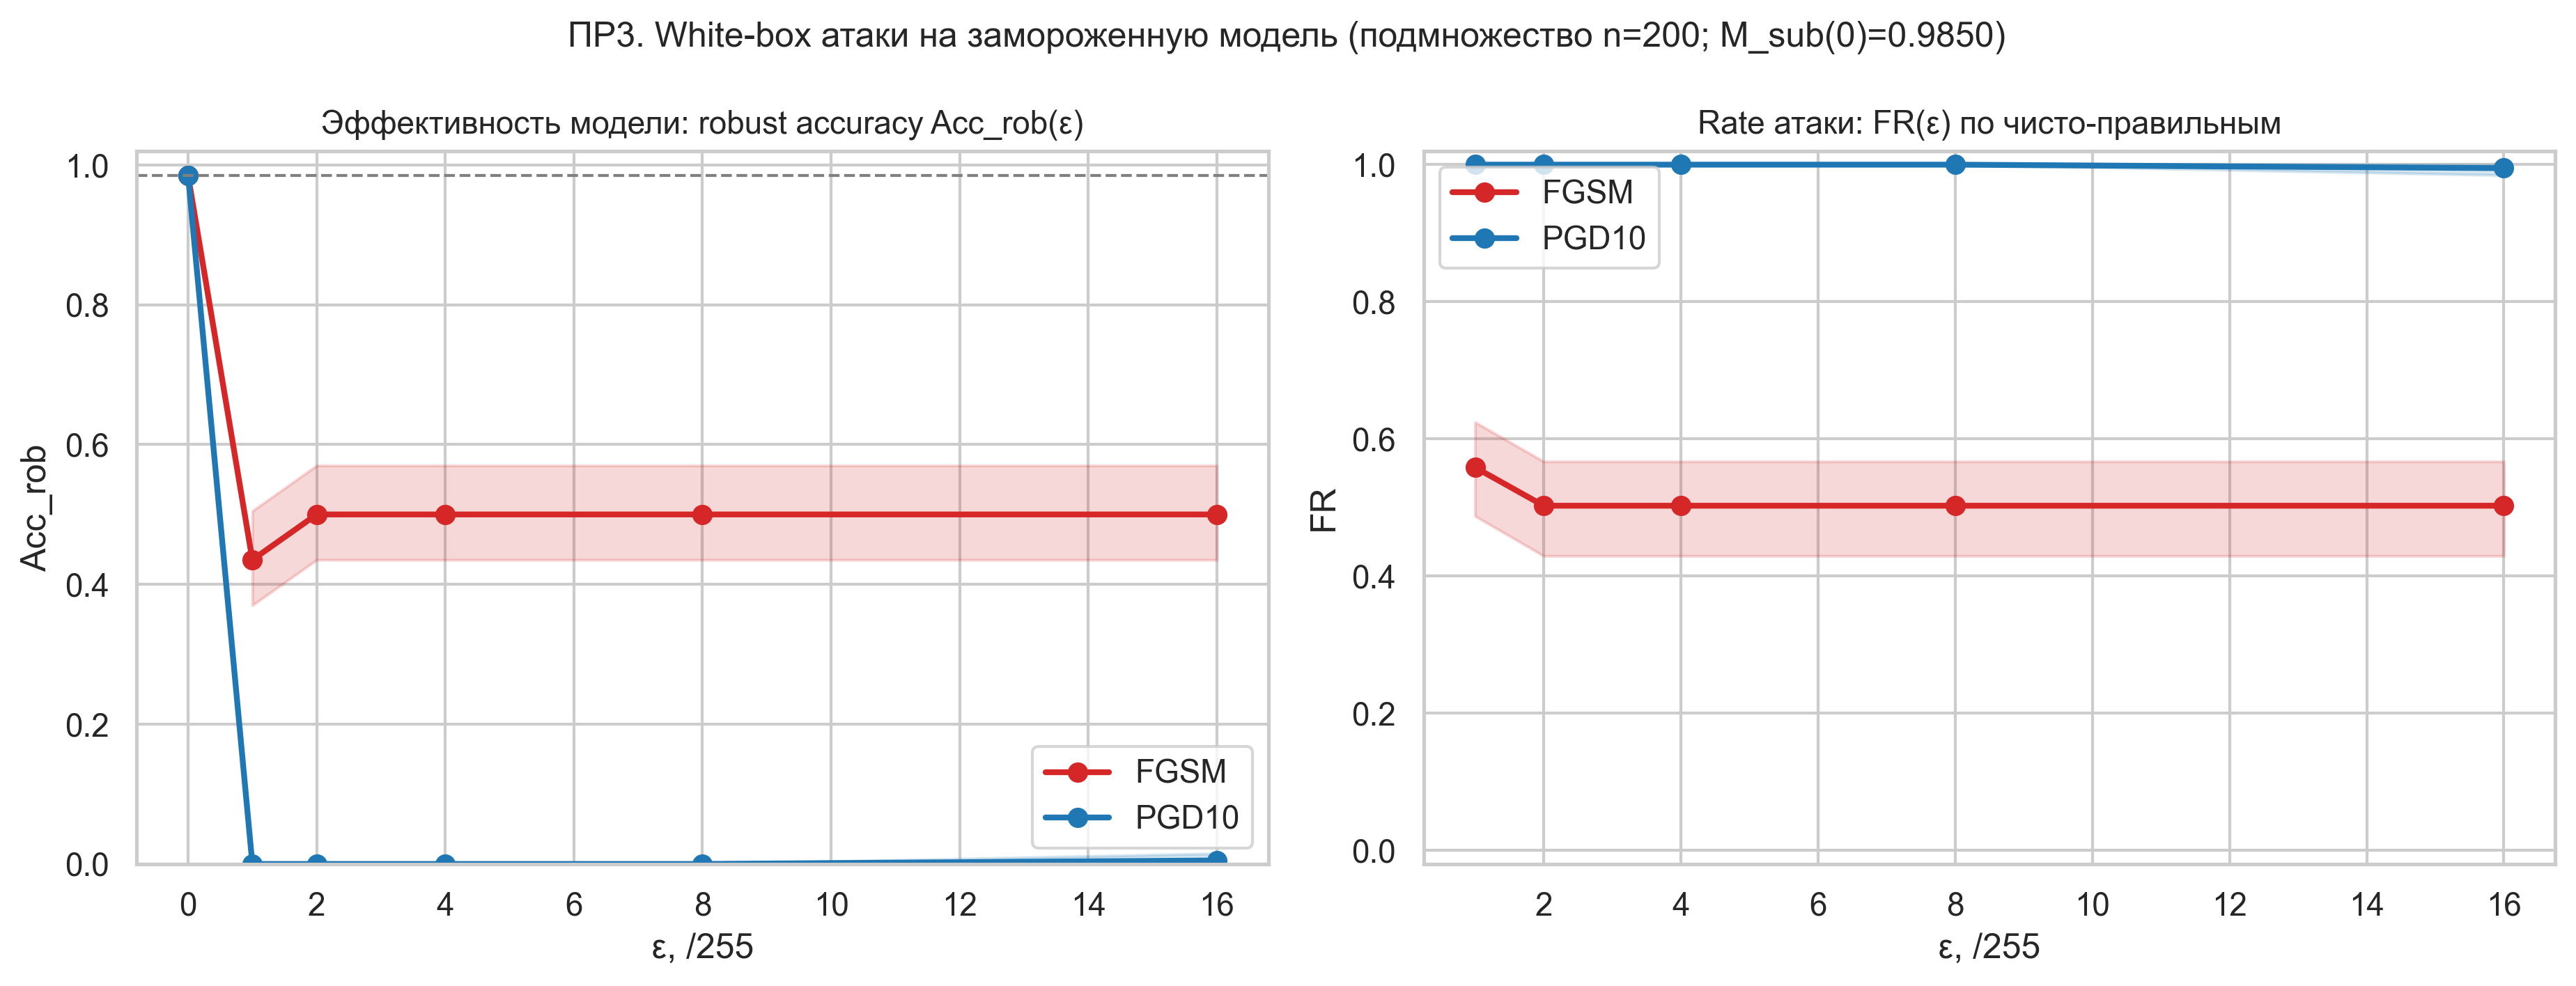 ПР3. White-box атаки на замороженную модель (подмножество n=200; M_sub(0)=0.9850)
Эффективность модели: robust accuracy Acc_rob(ε)
Acc_rob
1.0
0.8
0.6
0.4
0.2
0.0
FGSM
PGD10
0 2 4 6 8 10 12 14 16
ε, /255
Rate атаки: FR(ε) по чисто-правильным
FR
1.0
0.8
0.6
0.4
0.2
0.0
FGSM
PGD10
2 4 6 8 10 12 14 16
ε, /255